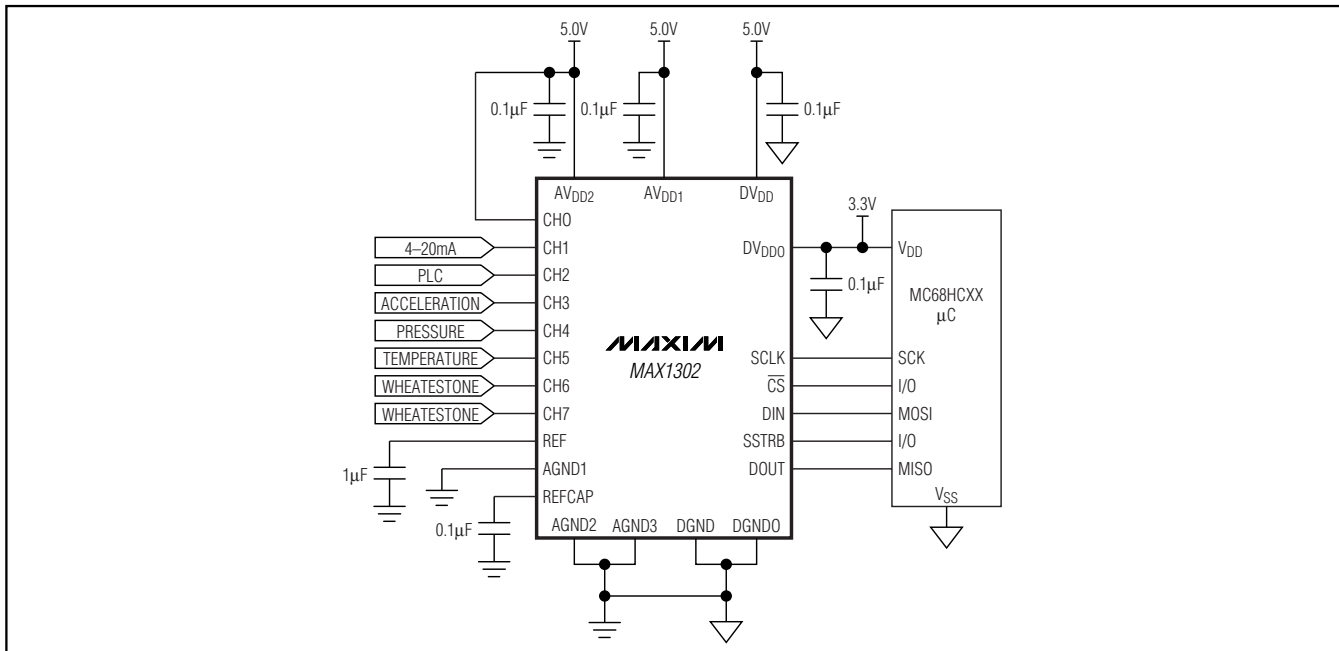 5.0V 5.0V 5.0V
0.1µF 0.1µF 0.1µF
AVDD2 AVDD1 DVDD
3.3V
CH0
4–20mA CH1 DVDDO VDD
PLC CH2
0.1µF
MC68HCXX
µC
ACCELERATION CH3
PRESSURE CH4
MAXIM
MAX1302
TEMPERATURE CH5 SCLK SCK
WHEATESTONE CH6 CS I/O
WHEATESTONE CH7 DIN MOSI
REF SSTRB I/O
1µF
AGND1 DOUT MISO
REFCAP
VSS
0.1µF
AGND2 AGND3 DGND DGNDO